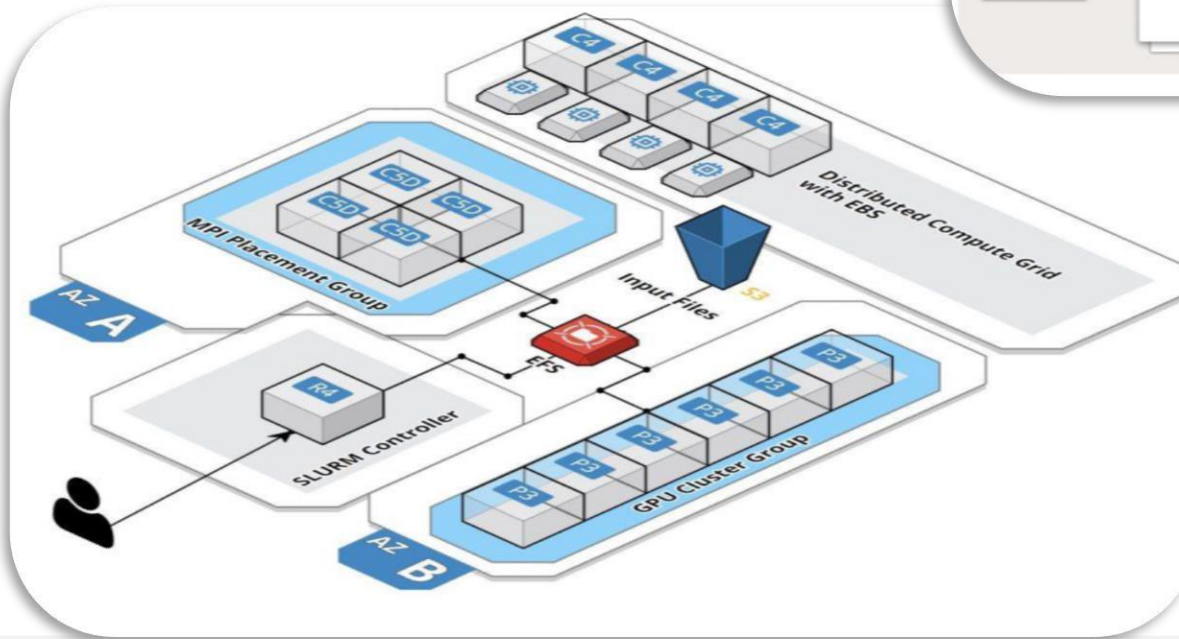 C4
C4
C4
C4
Distributed Compute Grid
with EBS
C5D
C5D
C5D
C5D
MPI Placement Group
AZ A
Input Files
S3
EFS
R4
SLURM Controller
P3
P3
P3
P3
P3
P3
GPU Cluster Group
AZ B